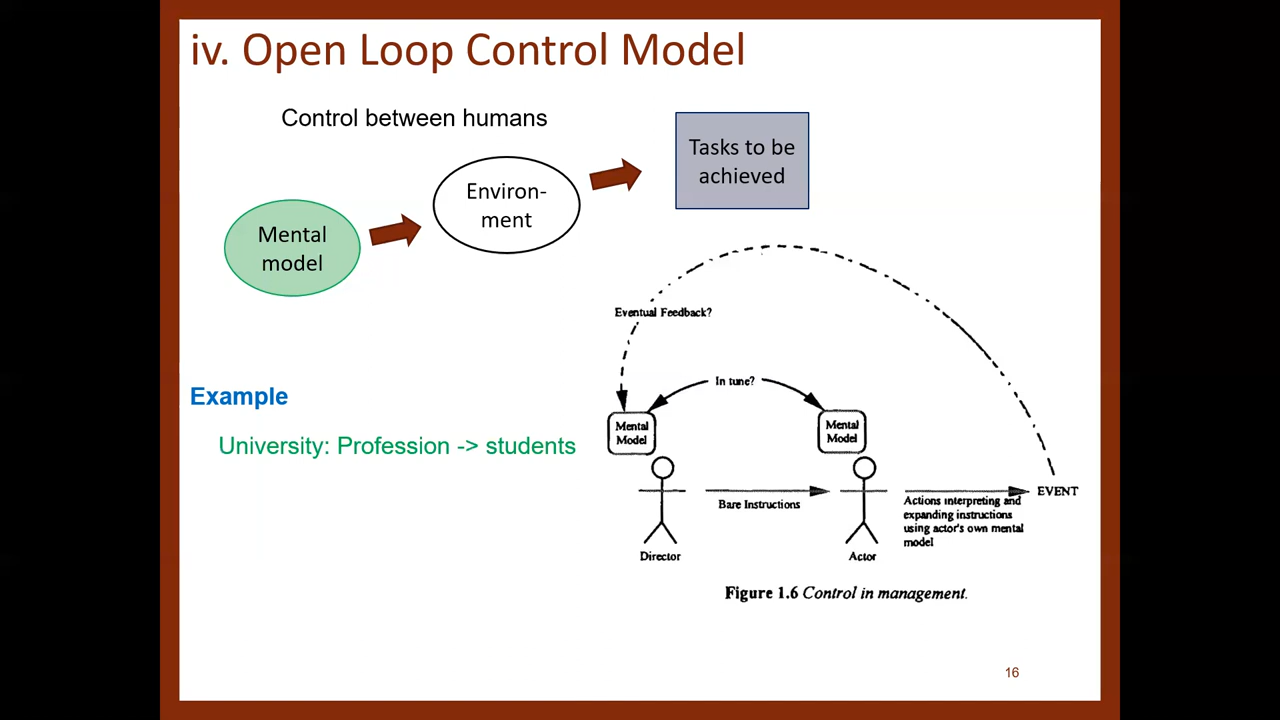 iv. Open Loop Control Model
Control between humans
Tasks to be
achieved
Environ-
ment
Mental
model
Eventual Feedback?
In tune?
Example
Mental
Model
Mental
Model
University: Profession -> students
EVENT
Bare Instructions
Actions interpreting and
expanding instructions
using actor's own mental
model
Director
Actor
Figure 1.6 Control in management.
16